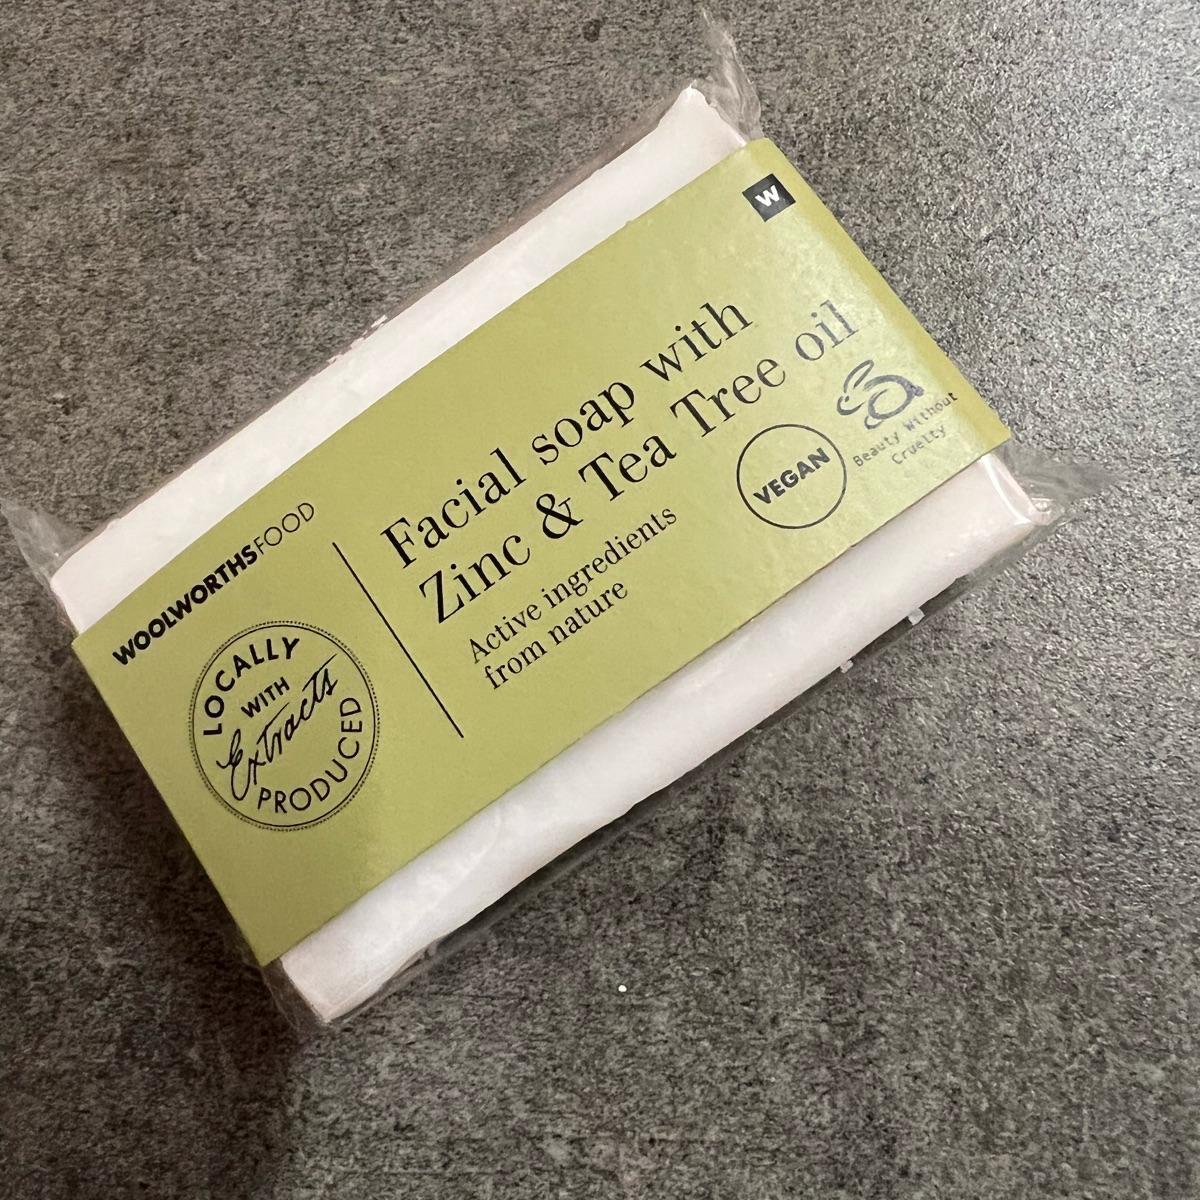 W
WOOLWORTHSFOOD
LOCALLY
WITH
Extracts
PRODUCED
Facial soap with
Zinc & Tea Tree oil
Active ingredients
from nature
VEGAN
Beauty Without
Cruelty